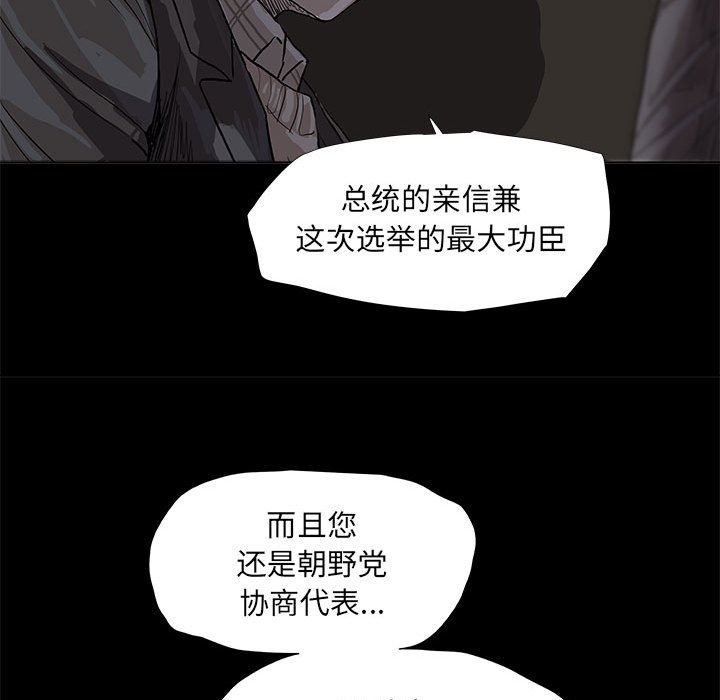 总统的亲信兼
这次选举的最大功臣
而且您
还是朝野党
协商代表...